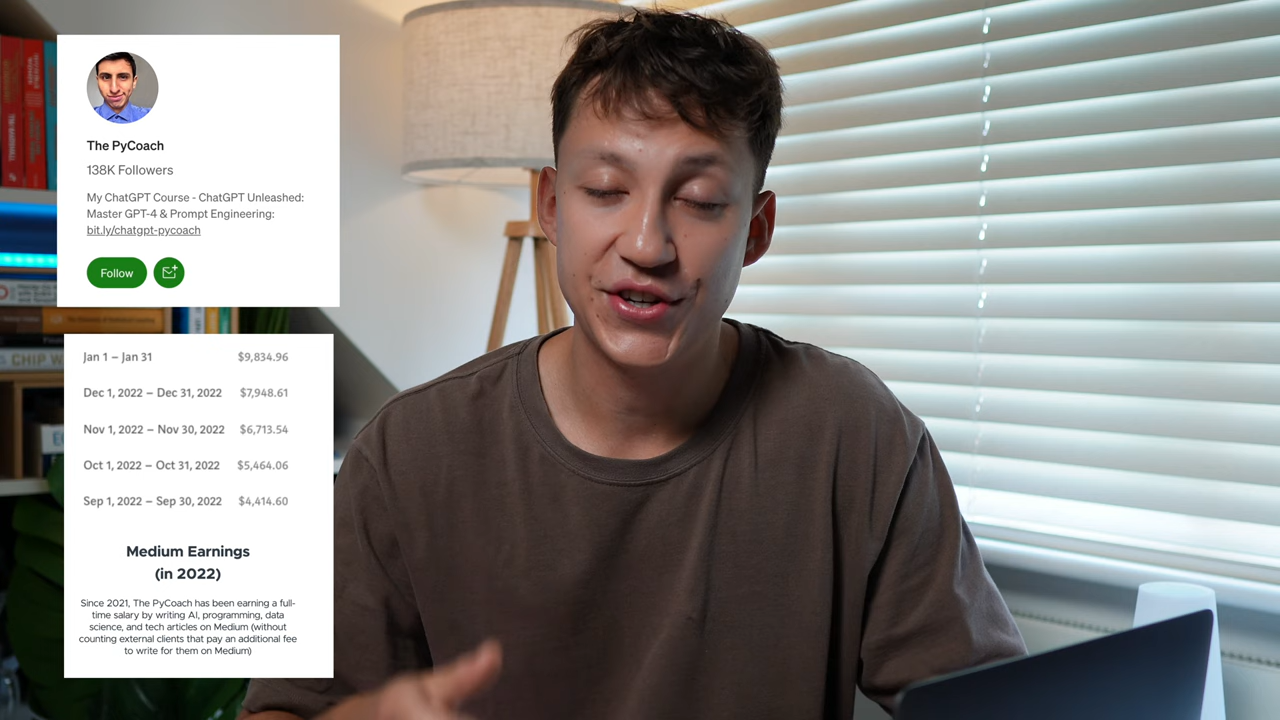 The PyCoach
138K Followers
My ChatGPT Course - ChatGPT Unleashed:
Master GPT-4 & Prompt Engineering:
bit.ly/chatgpt-pycoach
Follow
Jan 1 – Jan 31 $9,834.96
Dec 1, 2022 – Dec 31, 2022 $7,948.61
Nov 1, 2022 – Nov 30, 2022 $6,713.54
Oct 1, 2022 – Oct 31, 2022 $5,464.06
Sep 1, 2022 – Sep 30, 2022 $4,414.60
Medium Earnings
(in 2022)
Since 2021, The PyCoach has been earning a full-
time salary by writing AI, programming, data
science, and tech articles on Medium (without
counting external clients that pay an additional fee
to write for them on Medium)
CHIP W